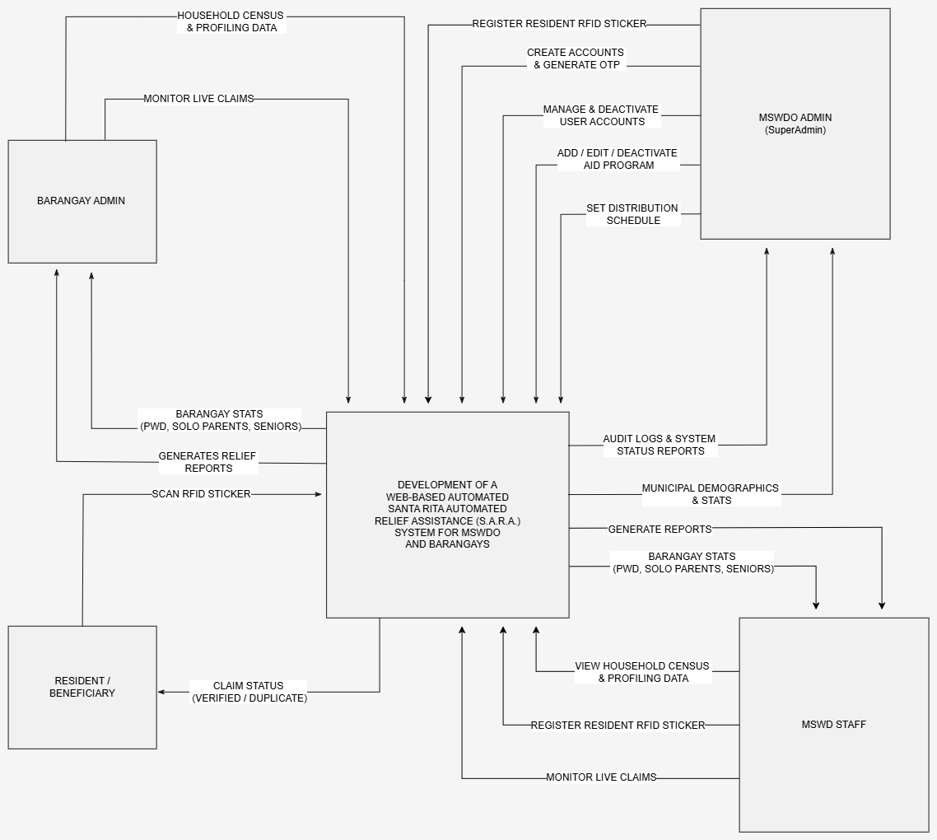 HOUSEHOLD CENSUS
& PROFILING DATA
REGISTER RESIDENT RFID STICKER
CREATE ACCOUNTS
& GENERATE OTP
MONITOR LIVE CLAIMS
MANAGE & DEACTIVATE
USER ACCOUNTS
MSWDO ADMIN
(SuperAdmin)
ADD / EDIT / DEACTIVATE
AID PROGRAM
BARANGAY ADMIN
SET DISTRIBUTION
SCHEDULE
BARANGAY STATS
(PWD, SOLO PARENTS, SENIORS)
GENERATES RELIEF
REPORTS
AUDIT LOGS & SYSTEM
STATUS REPORTS
SCAN RFID STICKER
DEVELOPMENT OF A
WEB-BASED AUTOMATED
SANTA RITA AUTOMATED
RELIEF ASSISTANCE (S.A.R.A.)
SYSTEM FOR MSWDO
AND BARANGAYS
MUNICIPAL DEMOGRAPHICS
& STATS
GENERATE REPORTS
BARANGAY STATS
(PWD, SOLO PARENTS, SENIORS)
RESIDENT /
BENEFICIARY
CLAIM STATUS
(VERIFIED / DUPLICATE)
VIEW HOUSEHOLD CENSUS
& PROFILING DATA
REGISTER RESIDENT RFID STICKER
MSWD STAFF
MONITOR LIVE CLAIMS